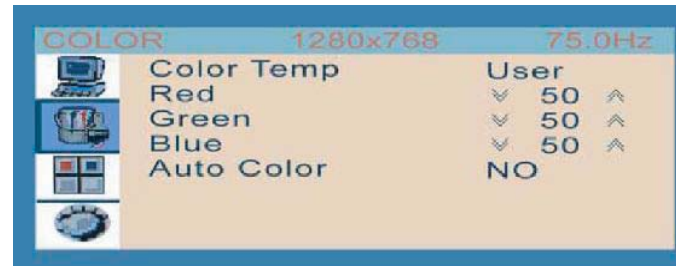 COLOR 1280x768 75.0Hz
Color Temp User
Red 50
Green 50
Blue 50
Auto Color NO